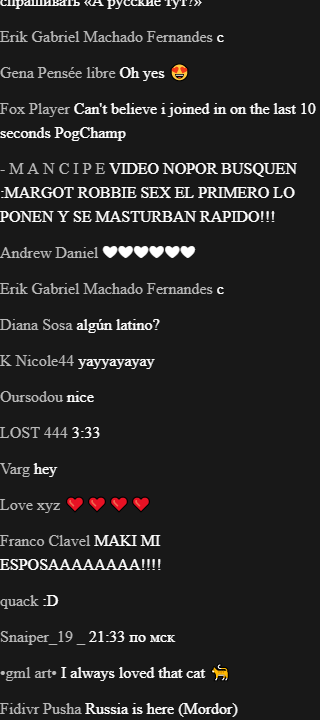 спрашивать «А русские тут?»
Erik Gabriel Machado Fernandes c
Gena Pensée libre Oh yes 😍
Fox Player Can't believe i joined in on the last 10
seconds PogChamp
- M A N C I P E VIDEO NOPOR BUSQUEN
:MARGOT ROBBIE SEX EL PRIMERO LO
PONEN Y SE MASTURBAN RAPIDO!!!
Andrew Daniel 🤍🤍🤍🤍🤍🤍
Erik Gabriel Machado Fernandes c
Diana Sosa algún latino?
K Nicole44 yayyayayay
Oursodou nice
LOST 444 3:33
Varg hey
Love xyz ❤️ ❤️ ❤️ ❤️
Franco Clavel MAKI MI
ESPOSAAAAAAAA!!!!
quack :D
Snaiper_19 _ 21:33 по мск
•gml art• I always loved that cat 🐈
Fidivr Pusha Russia is here (Mordor)